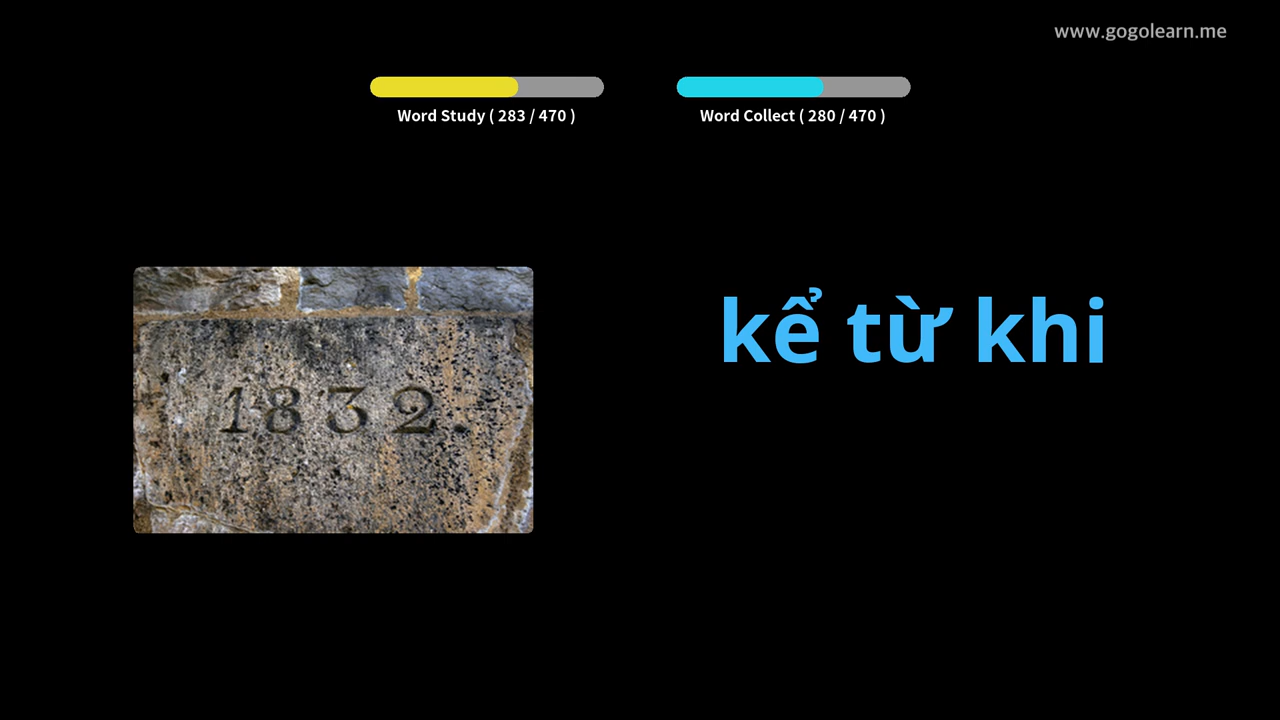 www.gogolearn.me
Word Study ( 283 / 470 )
Word Collect ( 280 / 470 )
kể từ khi
1832.